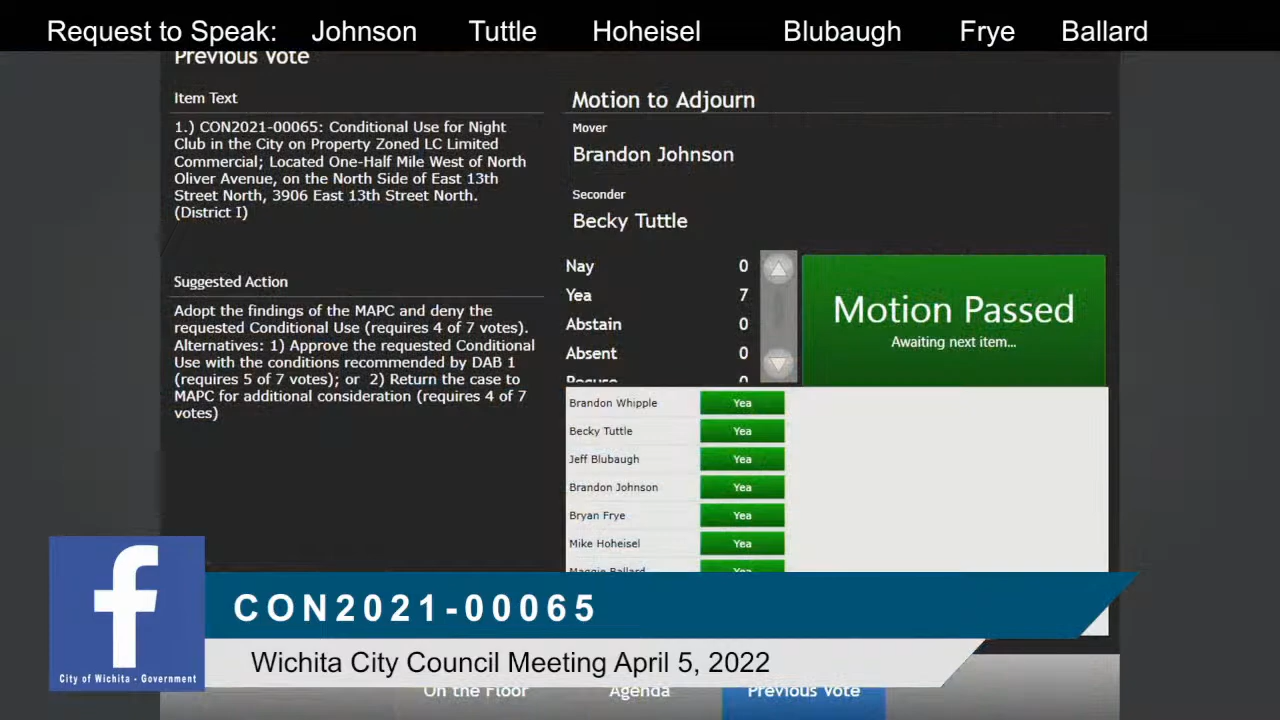 Request to Speak: Johnson Tuttle Hoheisel Blubaugh Frye Ballard
Previous Vote
Item Text
1.) CON2021-00065: Conditional Use for Night
Club in the City on Property Zoned LC Limited
Commercial; Located One-Half Mile West of North
Oliver Avenue, on the North Side of East 13th
Street North, 3906 East 13th Street North.
(District I)
Suggested Action
Adopt the findings of the MAPC and deny the
requested Conditional Use (requires 4 of 7 votes).
Alternatives: 1) Approve the requested Conditional
Use with the conditions recommended by DAB 1
(requires 5 of 7 votes); or 2) Return the case to
MAPC for additional consideration (requires 4 of 7
votes)
Motion to Adjourn
Mover
Brandon Johnson
Seconder
Becky Tuttle
Nay 0
Yea 7
Abstain 0
Absent 0
Recuse 0
Motion Passed
Awaiting next item...
Brandon Whipple Yea
Becky Tuttle Yea
Jeff Blubaugh Yea
Brandon Johnson Yea
Bryan Frye Yea
Mike Hoheisel Yea
Maggie Ballard Yea
f
City of Wichita - Government
CON2021-00065
Wichita City Council Meeting April 5, 2022
On the Floor Agenda Previous Vote